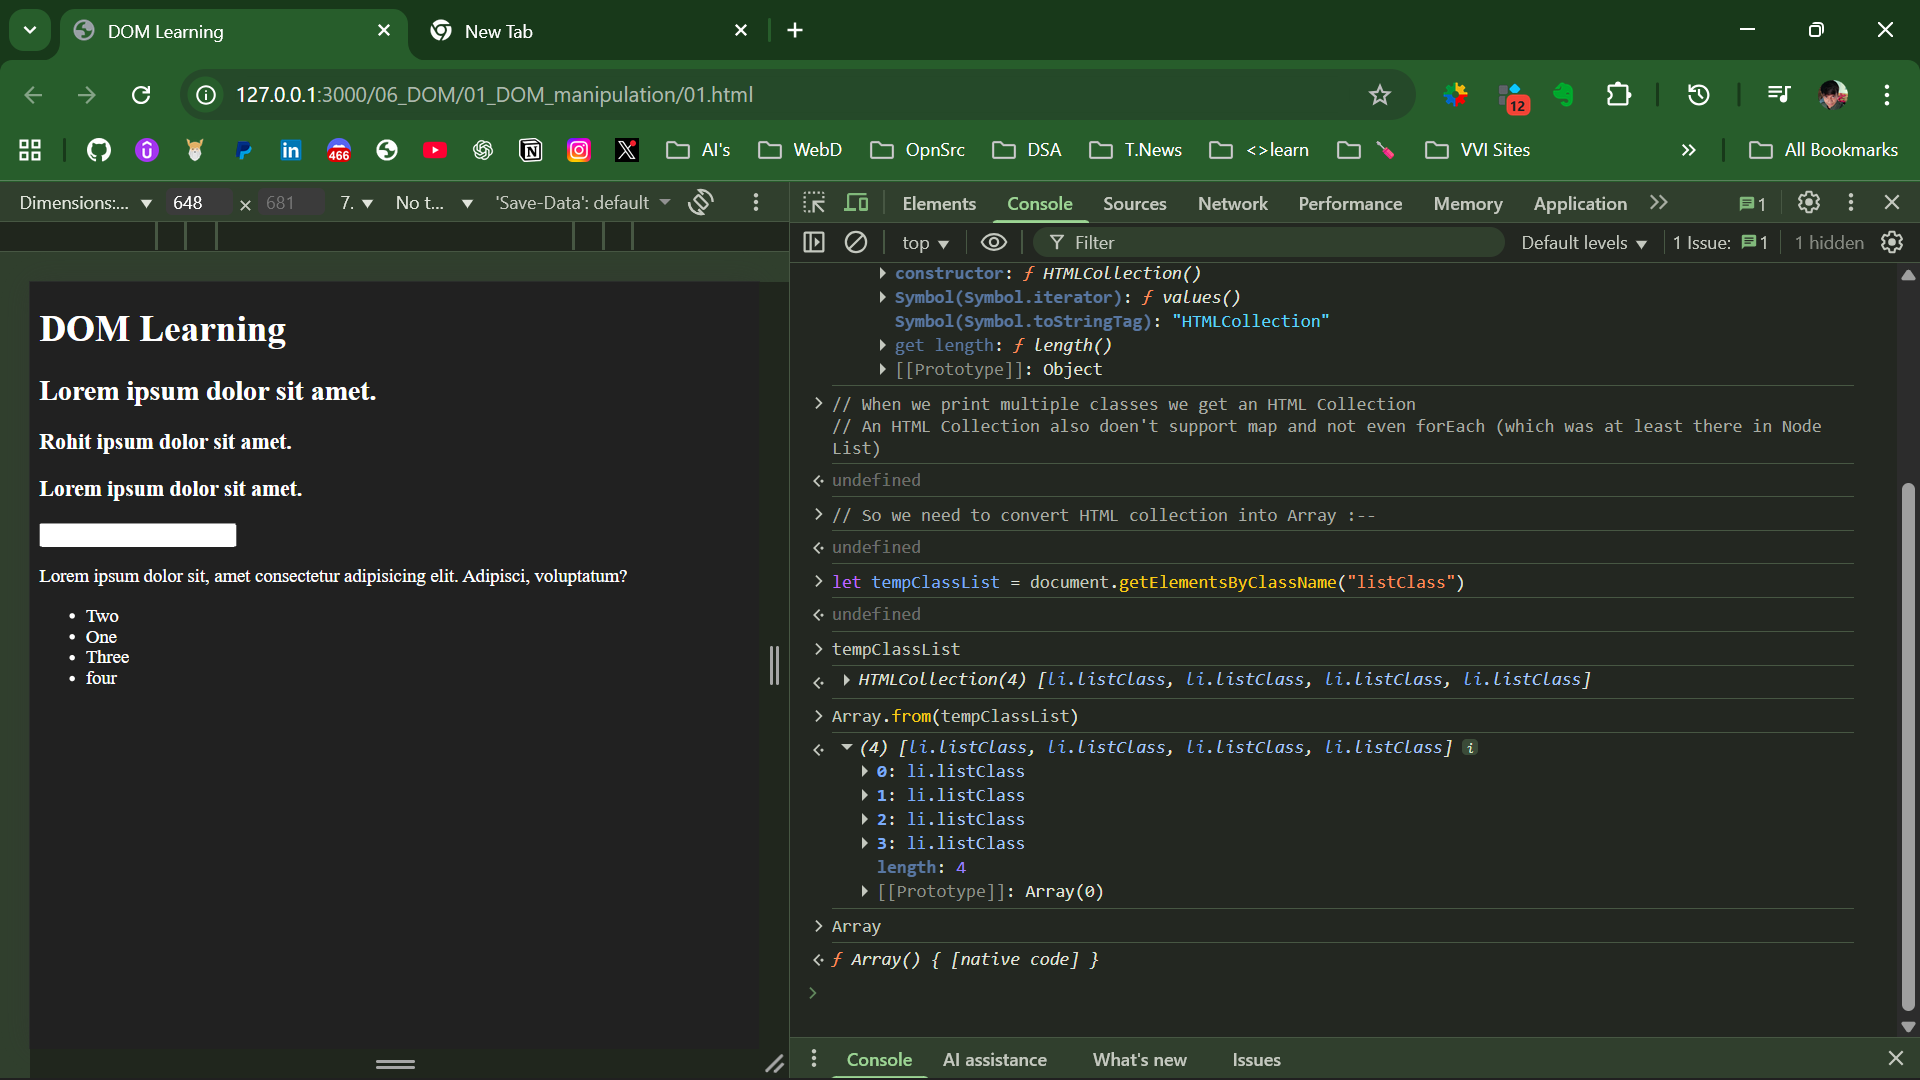 DOM Learning
New Tab
127.0.0.1:3000/06_DOM/01_DOM_manipulation/01.html
12
466
AI's
WebD
OpnSrc
DSA
T.News
<>learn
VVI Sites
All Bookmarks
Dimensions:...
648
×
681
7.
No t...
'Save-Data': default
Elements
Console
Sources
Network
Performance
Memory
Application
1
top
Filter
Default levels
1 Issue:
1
1 hidden
DOM Learning
Lorem ipsum dolor sit amet.
Rohit ipsum dolor sit amet.
Lorem ipsum dolor sit amet.
Lorem ipsum dolor sit, amet consectetur adipisicing elit. Adipisci, voluptatum?
• Two
• One
• Three
• four
constructor: ƒ HTMLCollection()
Symbol(Symbol.iterator): ƒ values()
Symbol(Symbol.toStringTag): "HTMLCollection"
get length: ƒ length()
[[Prototype]]: Object
// When we print multiple classes we get an HTML Collection
// An HTML Collection also doen't support map and not even forEach (which was at least there in Node
List)
undefined
// So we need to convert HTML collection into Array :--
undefined
let tempClassList = document.getElementsByClassName("listClass")
undefined
tempClassList
HTMLCollection(4) [li.listClass, li.listClass, li.listClass, li.listClass]
Array.from(tempClassList)
(4) [li.listClass, li.listClass, li.listClass, li.listClass]
0: li.listClass
1: li.listClass
2: li.listClass
3: li.listClass
length: 4
[[Prototype]]: Array(0)
Array
ƒ Array() { [native code] }
Console
AI assistance
What's new
Issues